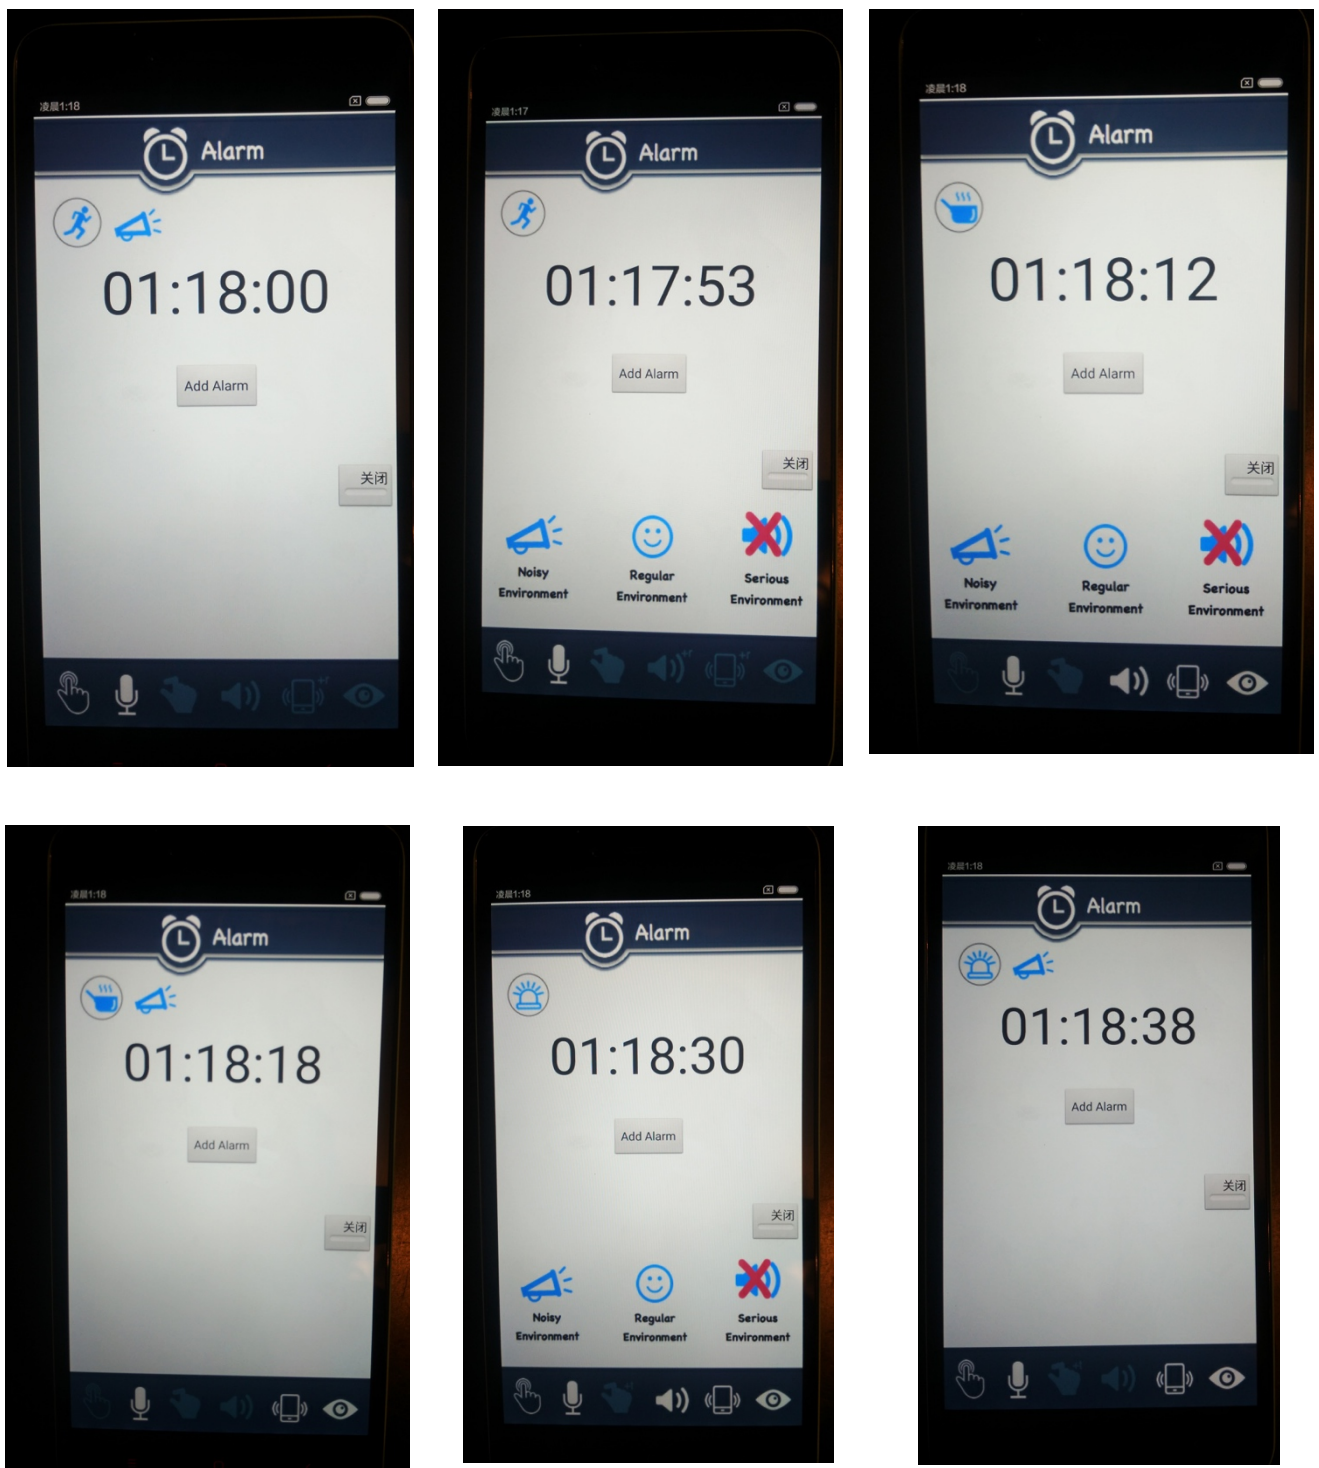 凌晨1:18
Alarm
01:18:00
Add Alarm
关闭
凌晨1:17
Alarm
01:17:53
Add Alarm
关闭
Noisy Environment
Regular Environment
Serious Environment
凌晨1:18
Alarm
01:18:12
Add Alarm
关闭
Noisy Environment
Regular Environment
Serious Environment
凌晨1:18
Alarm
01:18:18
Add Alarm
关闭
凌晨1:18
Alarm
01:18:30
Add Alarm
关闭
Noisy Environment
Regular Environment
Serious Environment
凌晨1:18
Alarm
01:18:38
Add Alarm
关闭